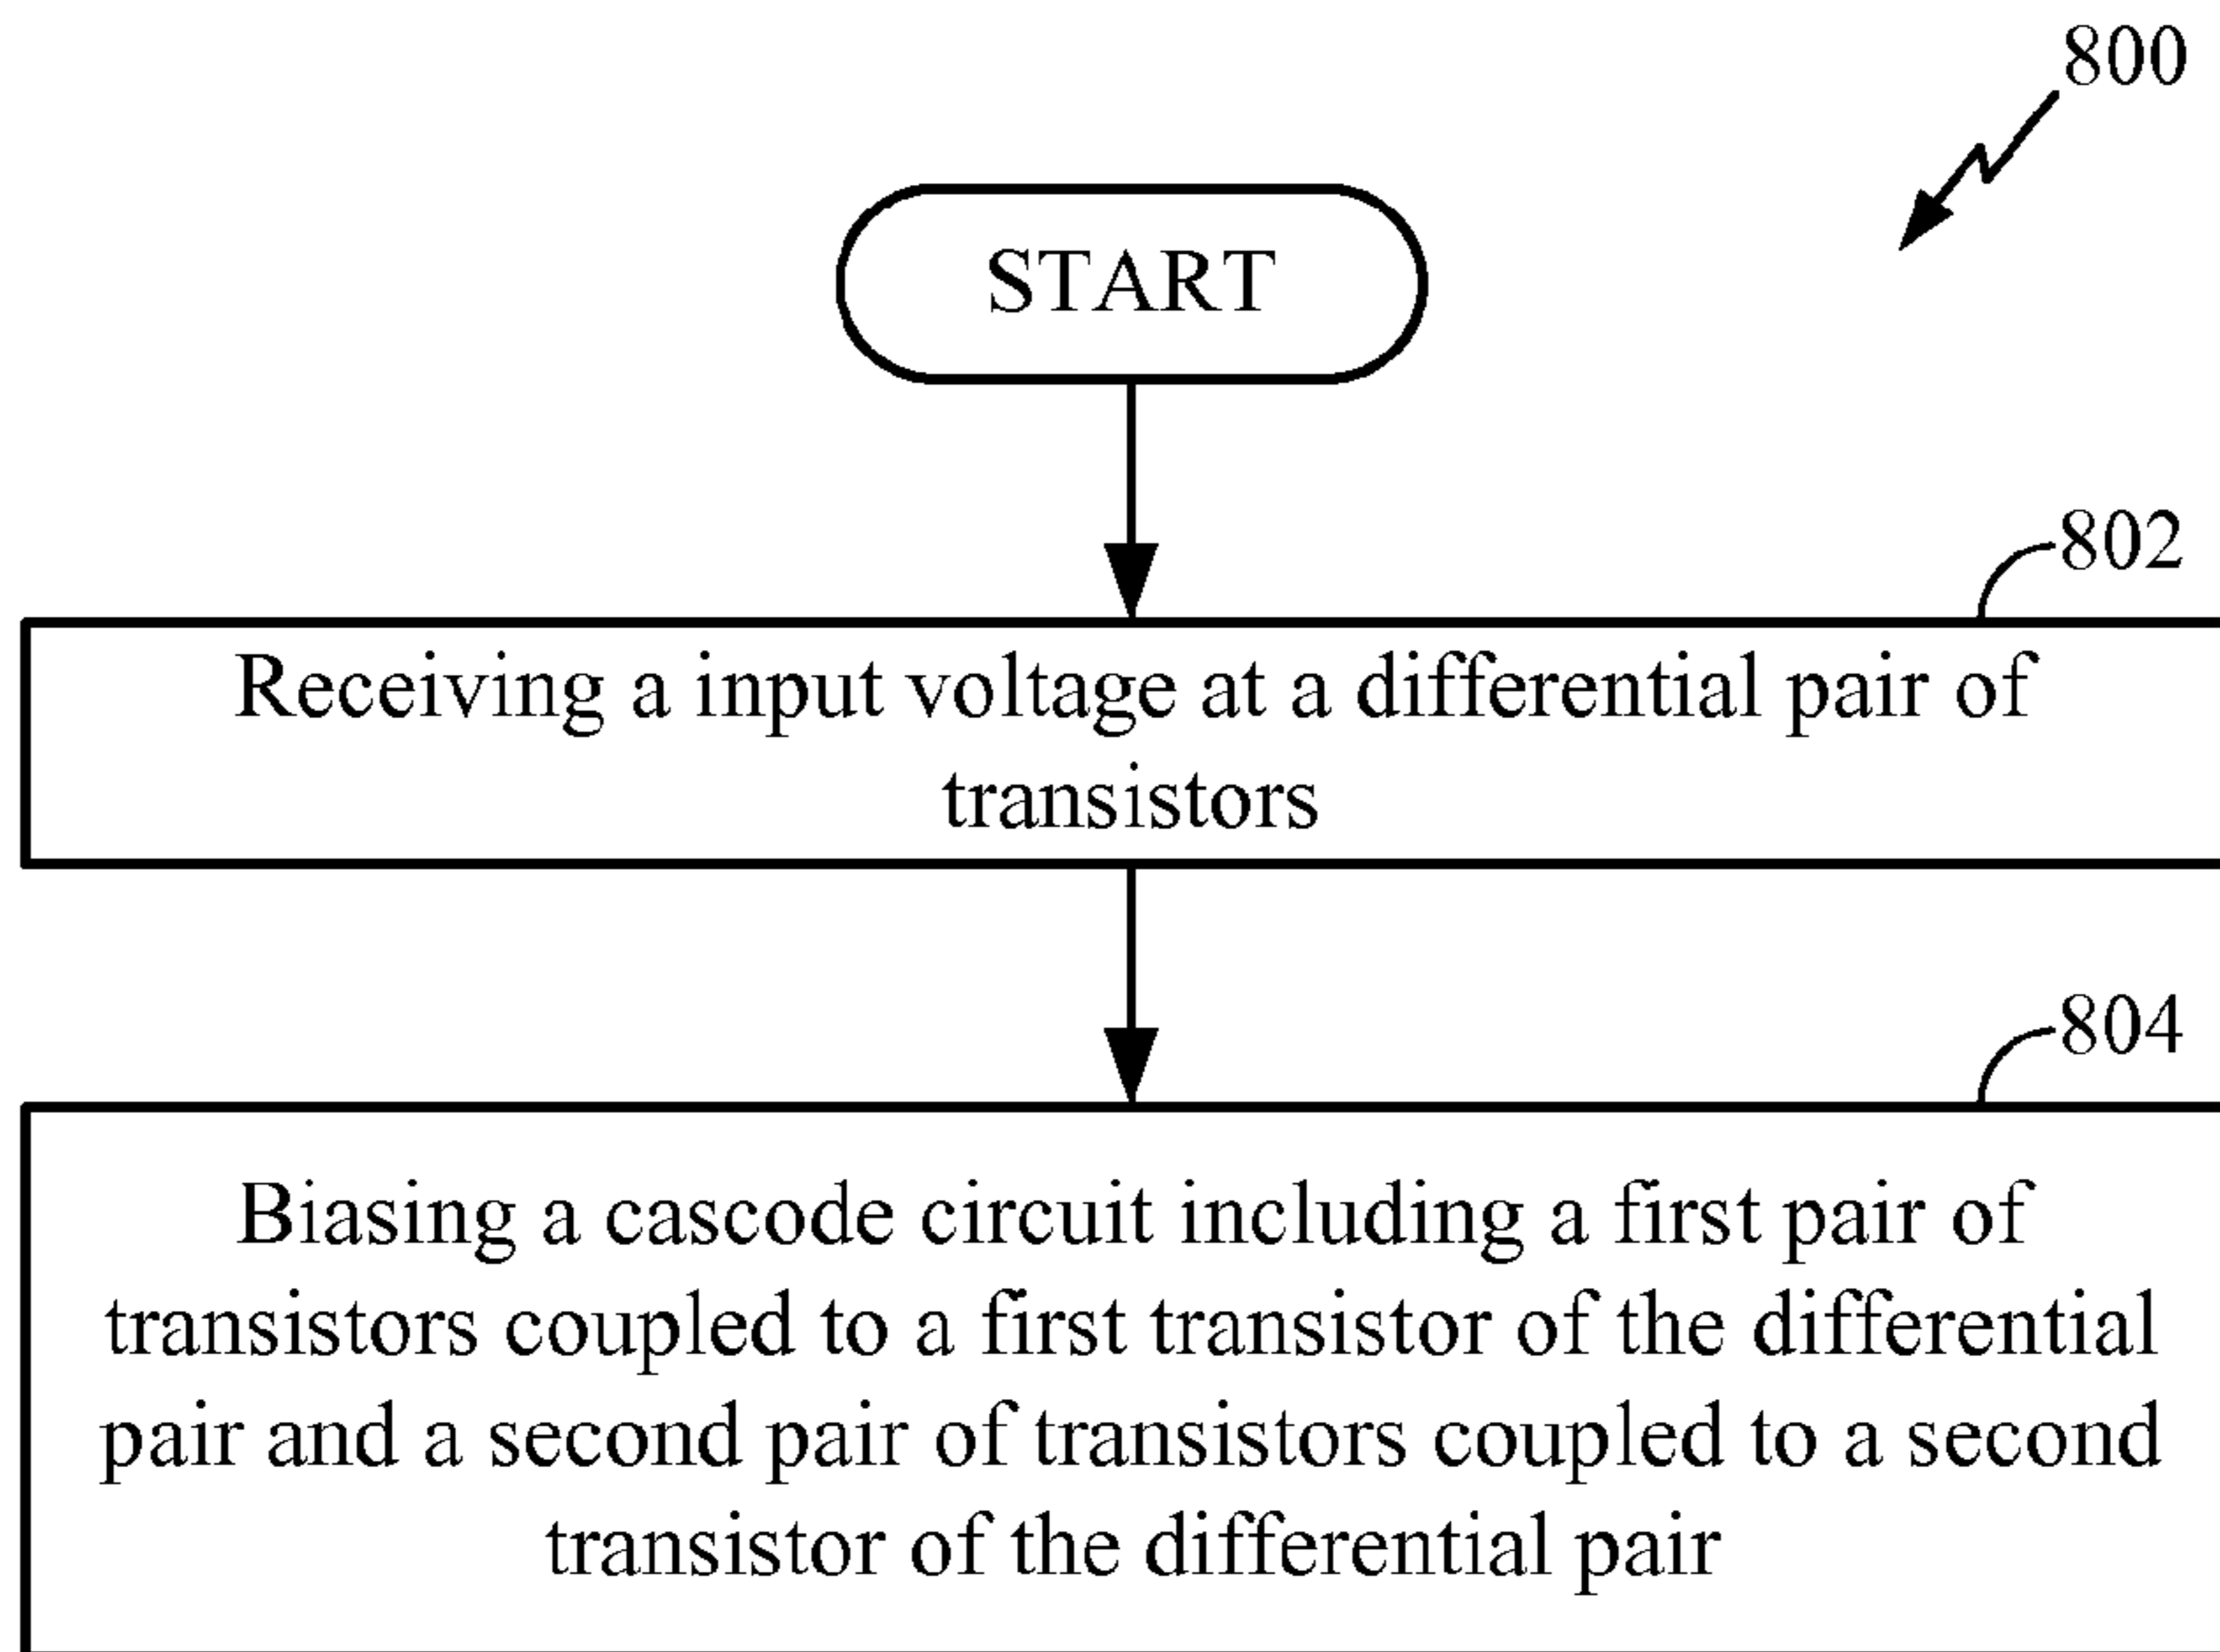 800
START
802
Receiving a input voltage at a differential pair of
transistors
804
Biasing a cascode circuit including a first pair of
transistors coupled to a first transistor of the differential
pair and a second pair of transistors coupled to a second
transistor of the differential pair